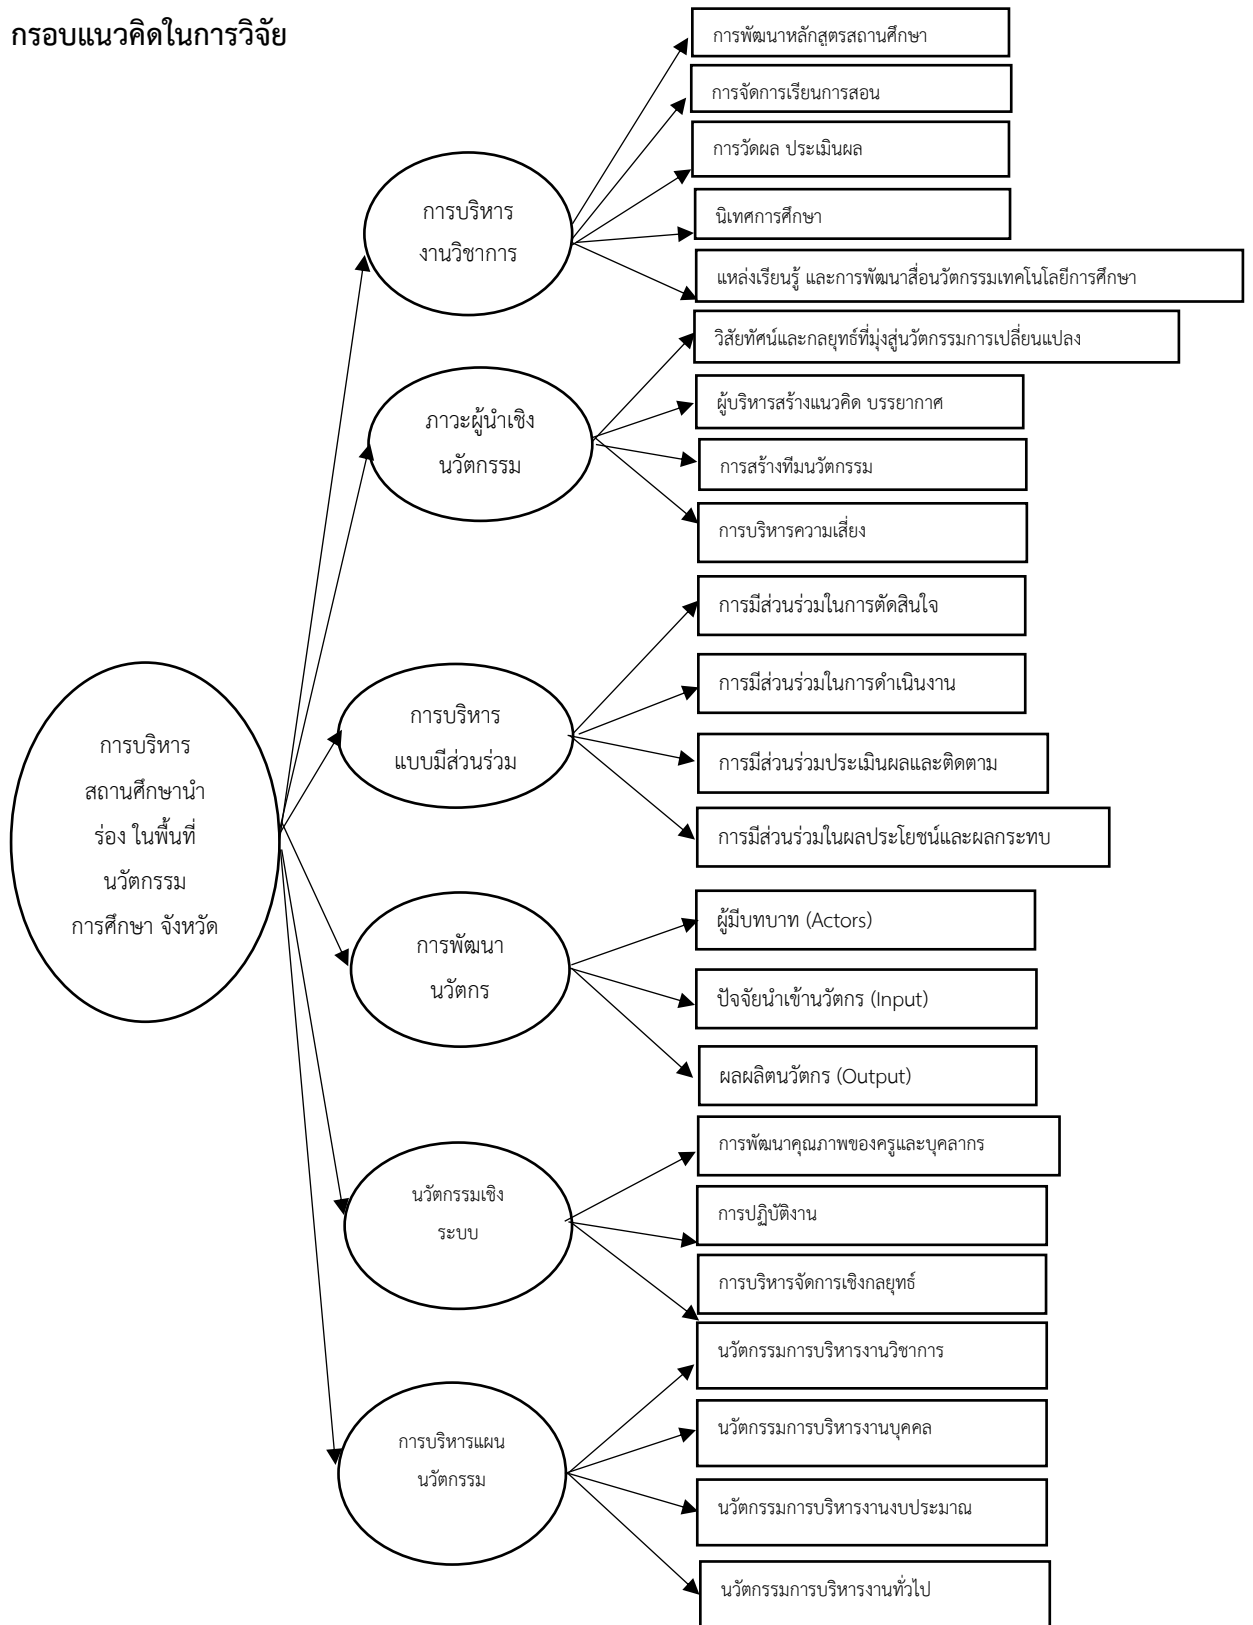 กรอบแนวคิดในการวิจัย
การบริหาร
สถานศึกษานำ
ร่อง ในพื้นที่
นวัตกรรม
การศึกษา จังหวัด
การบริหาร
งานวิชาการ
การพัฒนาหลักสูตรสถานศึกษา
การจัดการเรียนการสอน
การวัดผล ประเมินผล
นิเทศการศึกษา
แหล่งเรียนรู้ และการพัฒนาสื่อนวัตกรรมเทคโนโลยีการศึกษา
ภาวะผู้นำเชิง
นวัตกรรม
วิสัยทัศน์และกลยุทธ์ที่มุ่งสู่นวัตกรรมการเปลี่ยนแปลง
ผู้บริหารสร้างแนวคิด บรรยากาศ
การสร้างทีมนวัตกรรม
การบริหารความเสี่ยง
การบริหาร
แบบมีส่วนร่วม
การมีส่วนร่วมในการตัดสินใจ
การมีส่วนร่วมในการดำเนินงาน
การมีส่วนร่วมประเมินผลและติดตาม
การมีส่วนร่วมในผลประโยชน์และผลกระทบ
การพัฒนา
นวัตกร
ผู้มีบทบาท (Actors)
ปัจจัยนำเข้านวัตกร (Input)
ผลผลิตนวัตกร (Output)
นวัตกรรมเชิง
ระบบ
การพัฒนาคุณภาพของครูและบุคลากร
การปฏิบัติงาน
การบริหารจัดการเชิงกลยุทธ์
การบริหารแผน
นวัตกรรม
นวัตกรรมการบริหารงานวิชาการ
นวัตกรรมการบริหารงานบุคคล
นวัตกรรมการบริหารงานงบประมาณ
นวัตกรรมการบริหารงานทั่วไป